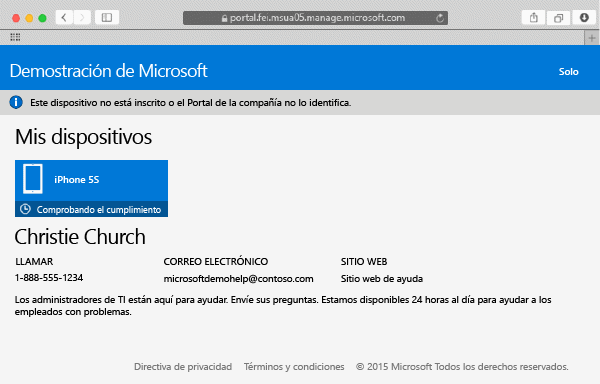 portal.fei.msua05.manage.microsoft.com
Demostración de Microsoft
Solo
Este dispositivo no está inscrito o el Portal de la compañía no lo identifica.
Mis dispositivos
iPhone 5S
Comprobando el cumplimiento
Christie Church
LLAMAR CORREO ELECTRÓNICO SITIO WEB
1-888-555-1234 microsoftdemohelp@contoso.com Sitio web de ayuda
Los administradores de TI están aquí para ayudar. Envíe sus preguntas. Estamos disponibles 24 horas al día para ayudar a los
empleados con problemas.
Directiva de privacidad Términos y condiciones © 2015 Microsoft Todos los derechos reservados.